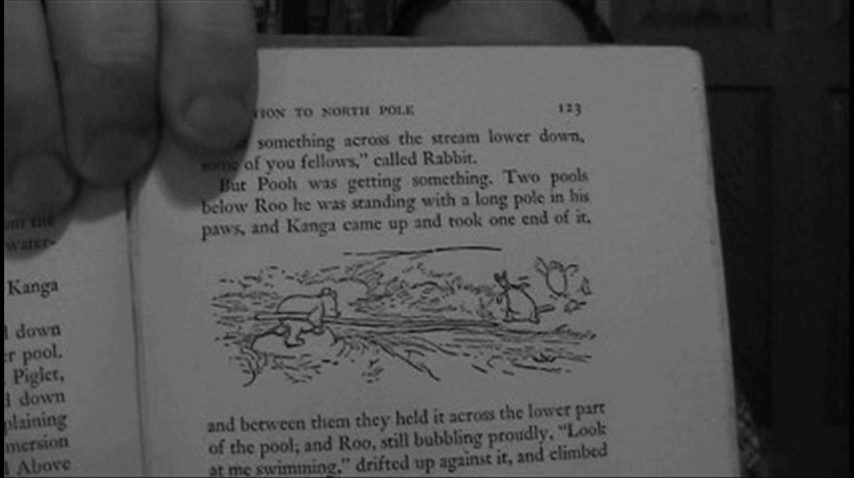 water-
Kanga
down
pool.
Piglet,
down
plaining
mersion
Above
TION TO NORTH POLE 123
something across the stream lower down,
some of you fellows," called Rabbit.
But Pooh was getting something. Two pools
below Roo he was standing with a long pole in his
paws, and Kanga came up and took one end of it,
and between them they held it across the lower part
of the pool; and Roo, still bubbling proudly, "Look
at me swimming," drifted up against it, and climbed